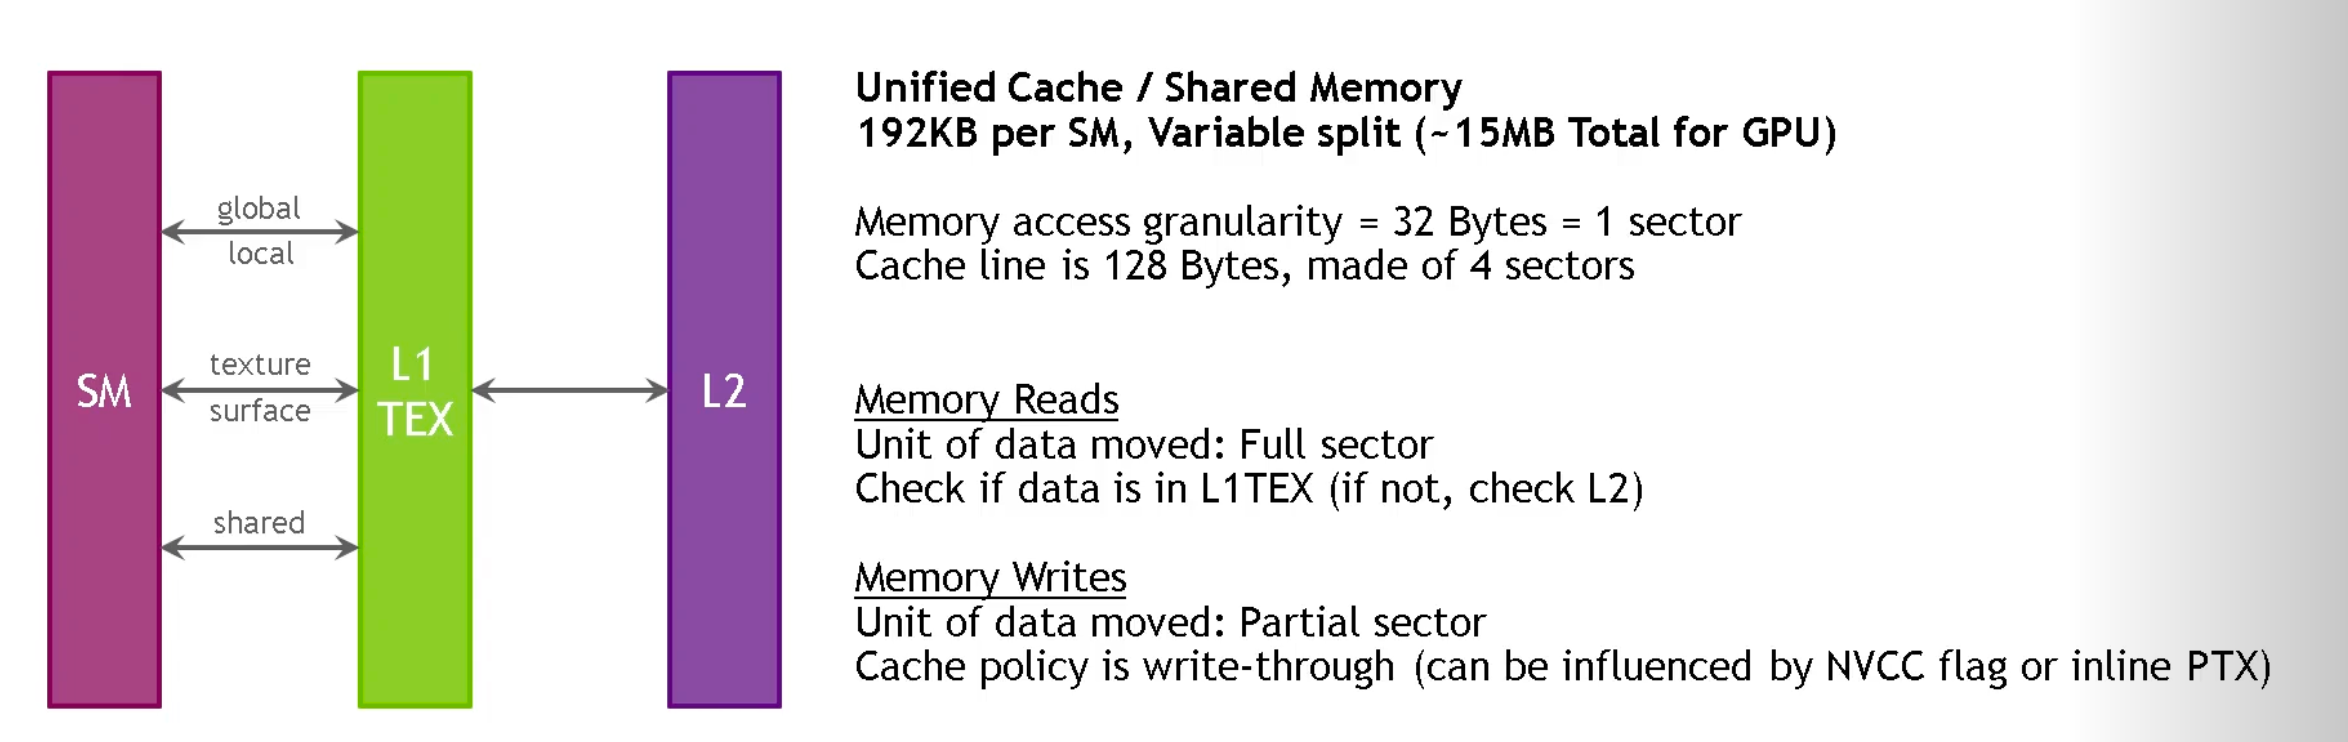 SM
global
local
texture
surface
shared
L1
TEX
L2
Unified Cache / Shared Memory
192KB per SM, Variable split (~15MB Total for GPU)
Memory access granularity = 32 Bytes = 1 sector
Cache line is 128 Bytes, made of 4 sectors
Memory Reads
Unit of data moved: Full sector
Check if data is in L1TEX (if not, check L2)
Memory Writes
Unit of data moved: Partial sector
Cache policy is write-through (can be influenced by NVCC flag or inline PTX)